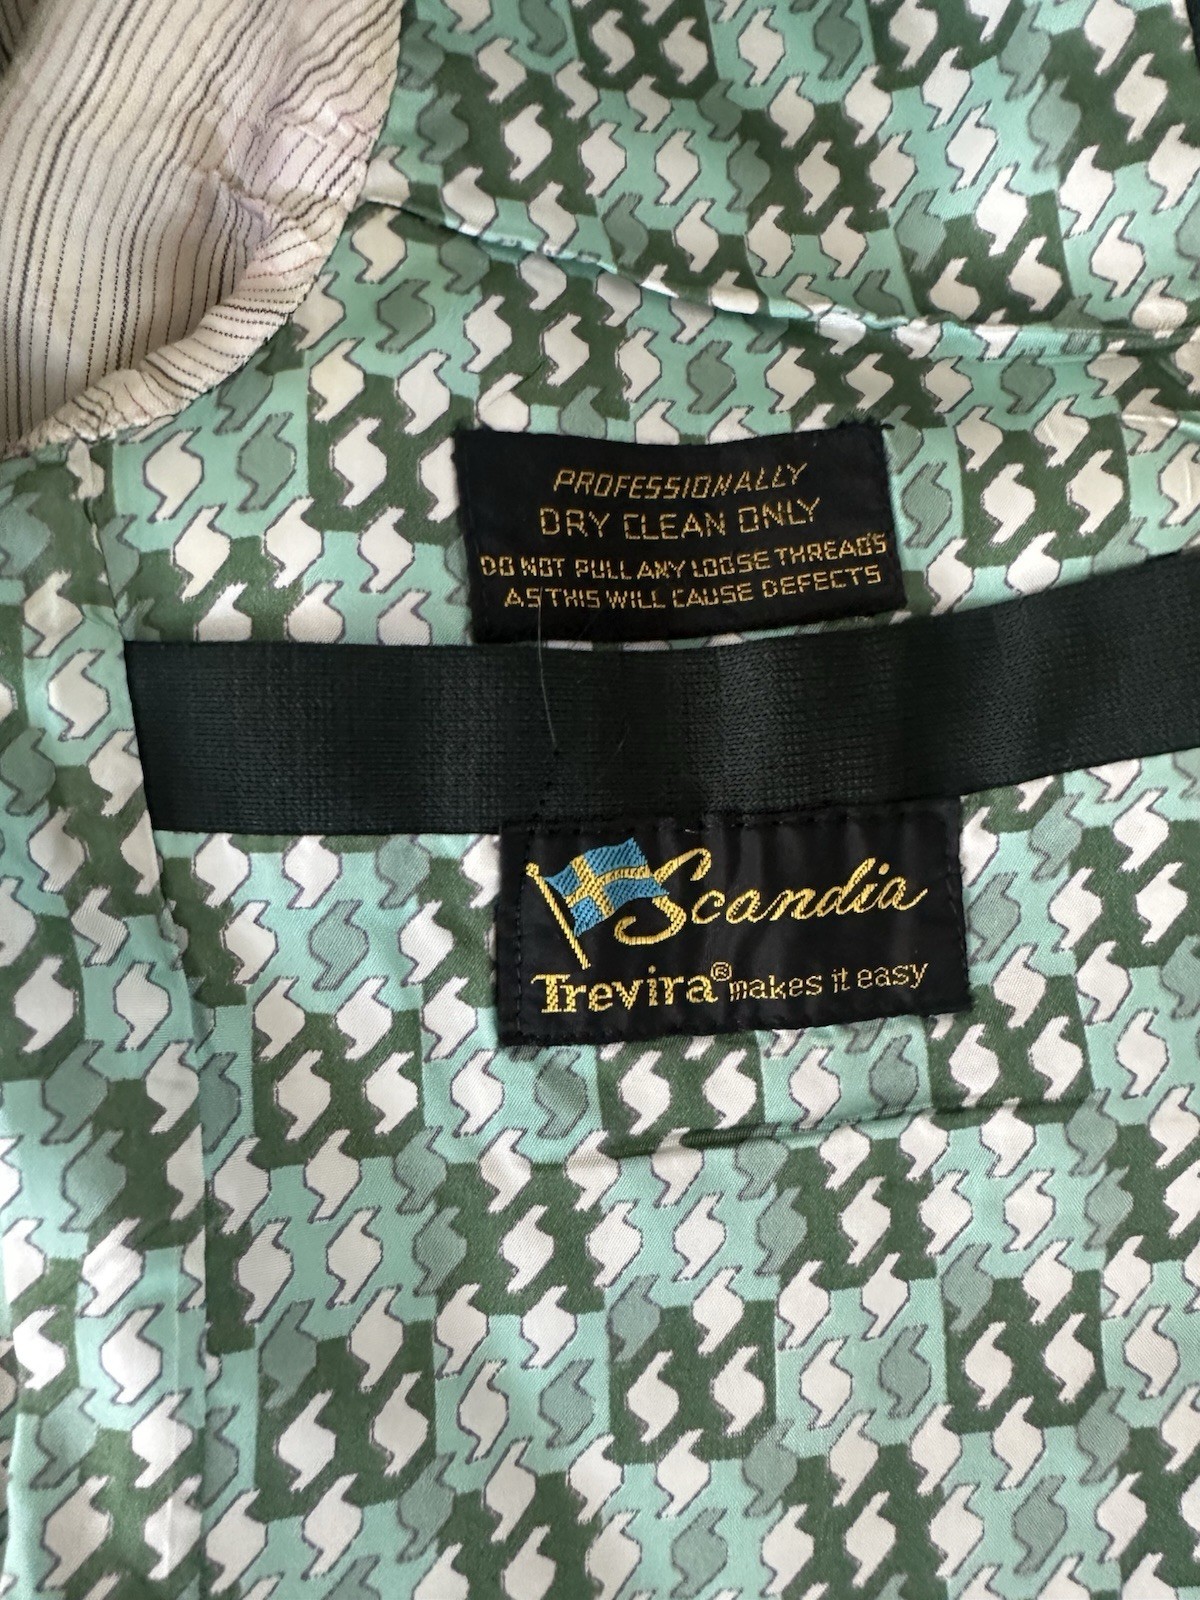 PROFESSIONALLY
DRY CLEAN ONLY
DO NOT PULL ANY LOOSE THREADS
AS THIS WILL CAUSE DEFECTS
Scandia
Trevira® makes it easy